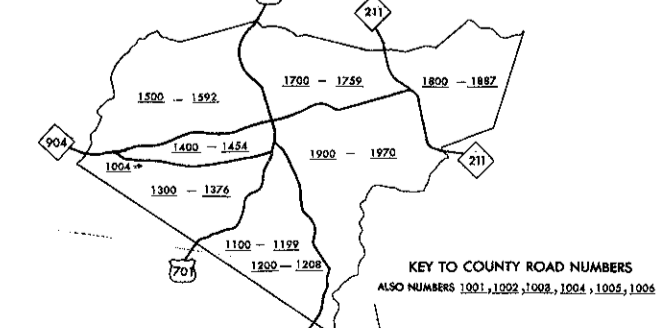 211
1700 – 1759
1800 – 1887
1500 – 1592
904
1400 – 1454
1900 – 1970
211
1004
1300 – 1376
1100 – 1199
1200 – 1208
701
KEY TO COUNTY ROAD NUMBERS
ALSO NUMBERS 1001, 1002, 1003, 1004, 1005, 1006